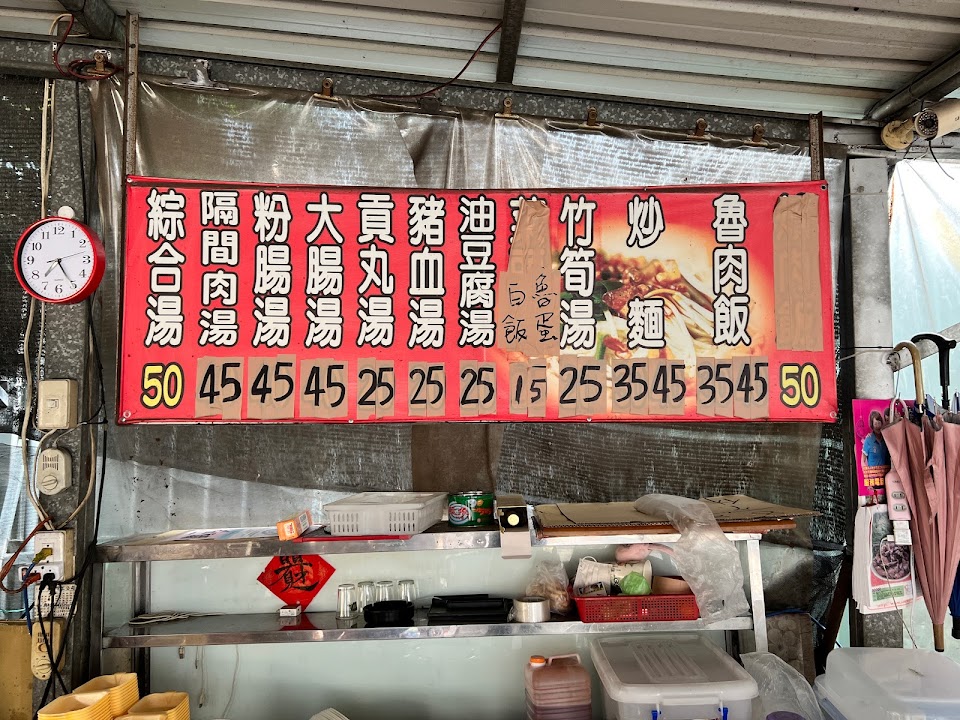 綜合湯 50
隔間肉湯 45
粉腸湯 45
大腸湯 45
貢丸湯 25
豬血湯 25
油豆腐湯 25
魯蛋
白飯
15
竹筍湯 25
炒麵 35 45
魯肉飯 35 45
50